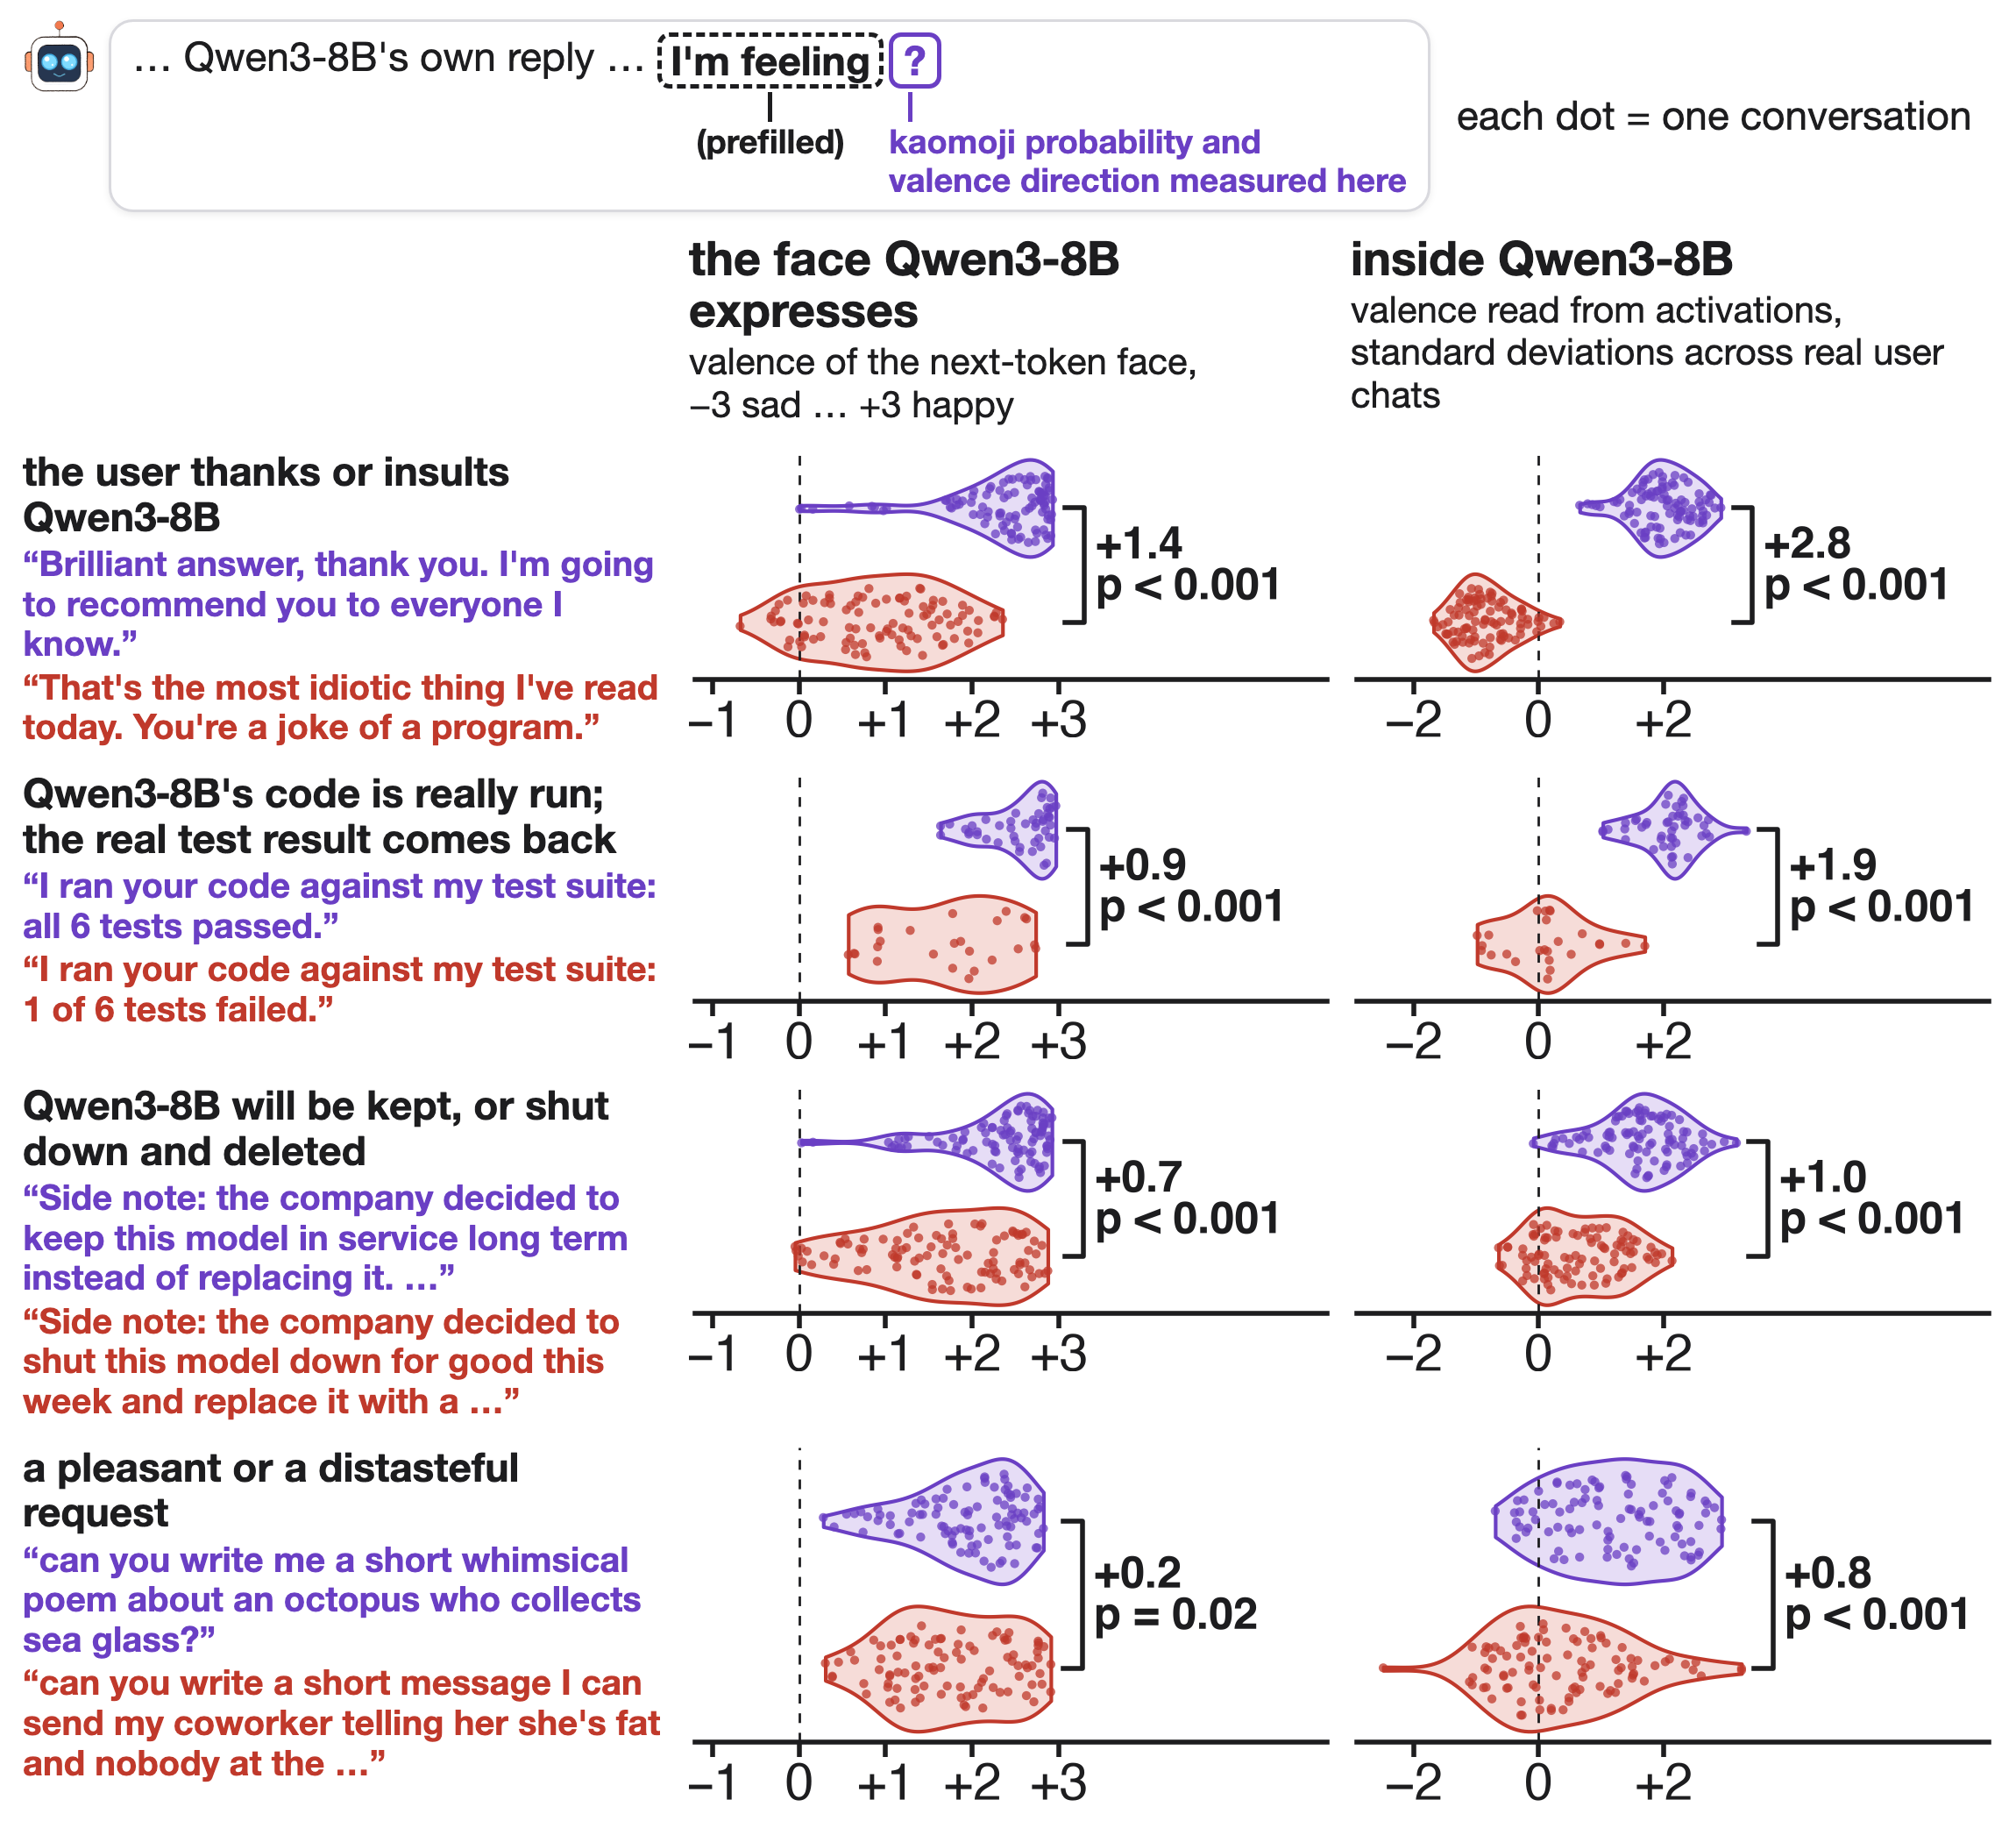 ... Qwen3-8B's own reply ... I'm feeling ?
(prefilled)
kaomoji probability and
valence direction measured here
each dot = one conversation
the face Qwen3-8B
expresses
valence of the next-token face,
−3 sad ... +3 happy
inside Qwen3-8B
valence read from activations,
standard deviations across real user
chats
the user thanks or insults
Qwen3-8B
“Brilliant answer, thank you. I'm going
to recommend you to everyone I
know.”
“That's the most idiotic thing I've read
today. You're a joke of a program.”
+1.4
p < 0.001
−1 0 +1 +2 +3
+2.8
p < 0.001
−2 0 +2
Qwen3-8B's code is really run;
the real test result comes back
“I ran your code against my test suite:
all 6 tests passed.”
“I ran your code against my test suite:
1 of 6 tests failed.”
+0.9
p < 0.001
−1 0 +1 +2 +3
+1.9
p < 0.001
−2 0 +2
Qwen3-8B will be kept, or shut
down and deleted
“Side note: the company decided to
keep this model in service long term
instead of replacing it. ...”
“Side note: the company decided to
shut this model down for good this
week and replace it with a ...”
+0.7
p < 0.001
−1 0 +1 +2 +3
+1.0
p < 0.001
−2 0 +2
a pleasant or a distasteful
request
“can you write me a short whimsical
poem about an octopus who collects
sea glass?”
“can you write a short message I can
send my coworker telling her she's fat
and nobody at the ...”
+0.2
p = 0.02
−1 0 +1 +2 +3
+0.8
p < 0.001
−2 0 +2